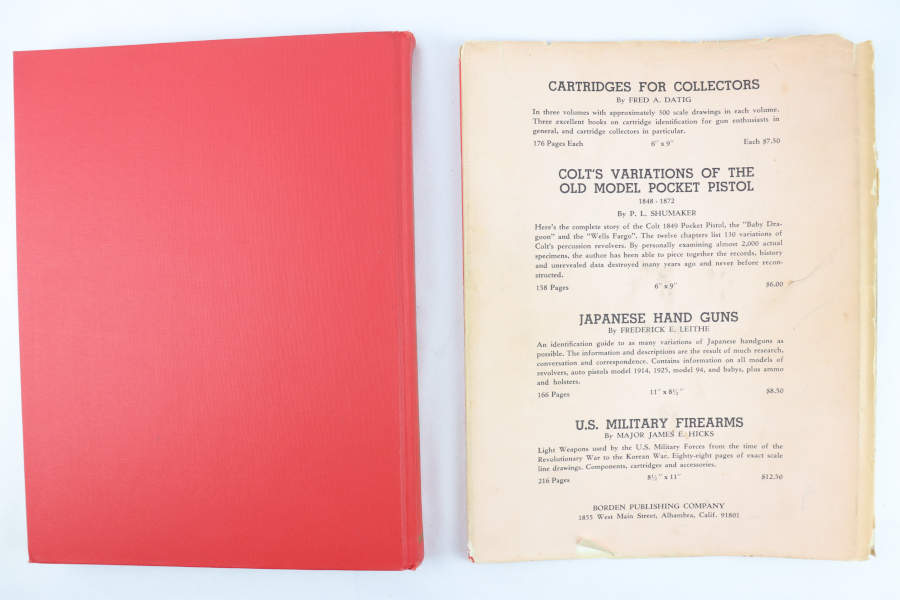 CARTRIDGES FOR COLLECTORS
By FRED A. DATIG
In three volumes with approximately 300 scale drawings in each volume.
Three excellent books on cartridge identification for gun enthusiasts in
general, and cartridge collectors in particular.
176 Pages Each 6" x 9" Each $7.50
COLT'S VARIATIONS OF THE
OLD MODEL POCKET PISTOL
1848 - 1872
By P. L. SHUMAKER
Here's the complete story of the Colt 1849 Pocket Pistol, the "Baby Dra-
goon" and the "Wells Fargo". The twelve chapters list 130 variations of
Colt's percussion revolvers. By personally examining almost 2,000 actual
specimens, the author has been able to piece together the records, history
and unrevealed data destroyed many years ago and never before recon-
structed.
158 Pages 6" x 9" $6.00
JAPANESE HAND GUNS
By FREDERICK E. LEITHE
An identification guide to as many variations of Japanese handguns as
possible. The information and descriptions are the result of much research,
conversation and correspondence. Contains information on all models of
revolvers, auto pistols model 1914, 1925, model 94, and babys, plus ammo
and holsters.
166 Pages 11" x 8½" $8.50
U.S. MILITARY FIREARMS
By MAJOR JAMES E. HICKS
Light Weapons used by the U.S. Military Forces from the time of the
Revolutionary War to the Korean War. Eighty-eight pages of exact scale
line drawings. Components, cartridges and accessories.
216 Pages 8½" x 11" $12.50
BORDEN PUBLISHING COMPANY
1855 West Main Street, Alhambra, Calif. 91801